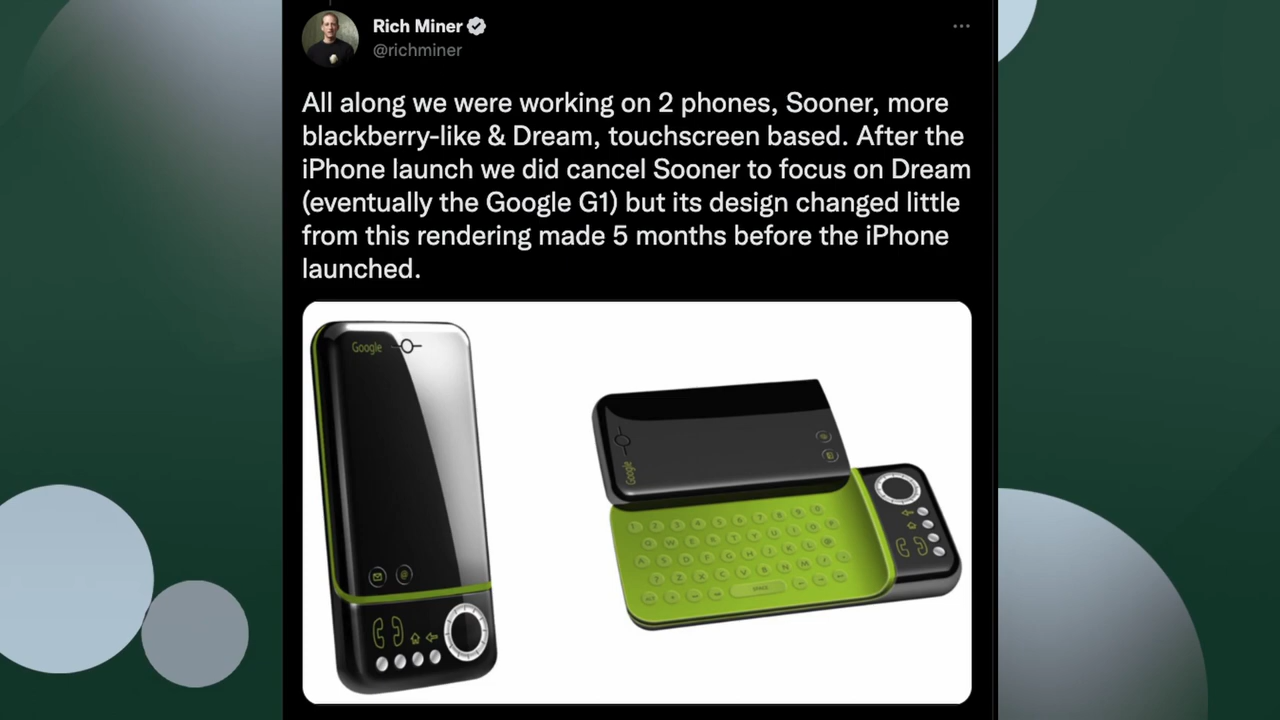 Rich Miner
@richminer
All along we were working on 2 phones, Sooner, more
blackberry-like & Dream, touchscreen based. After the
iPhone launch we did cancel Sooner to focus on Dream
(eventually the Google G1) but its design changed little
from this rendering made 5 months before the iPhone
launched.
Google
Google
SPACE